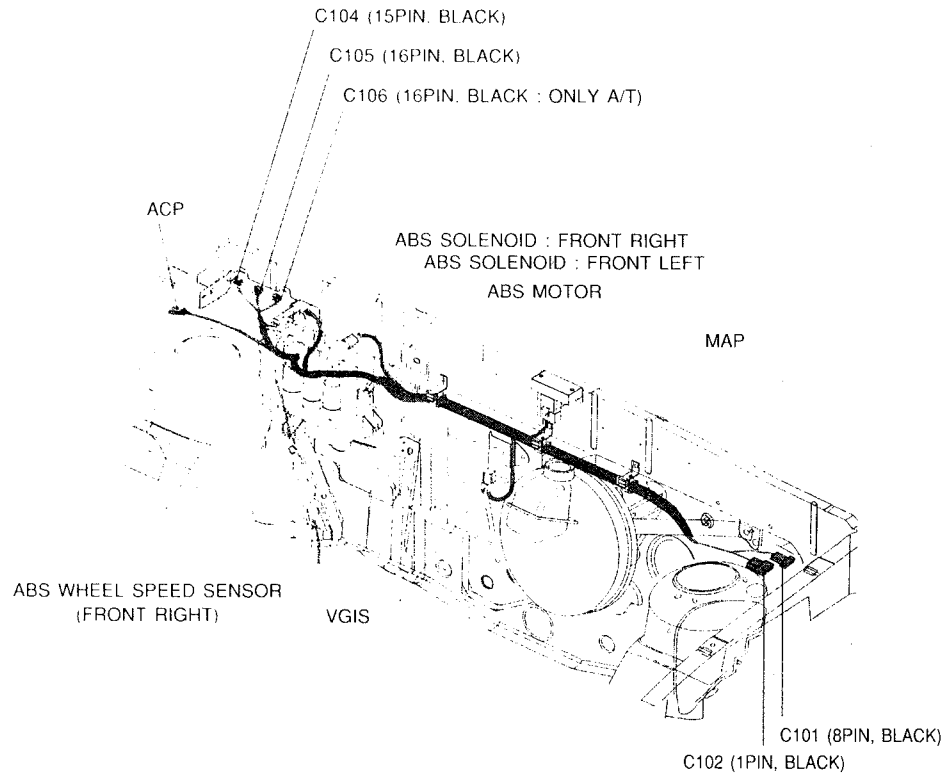 C104 (15PIN. BLACK)
C105 (16PIN. BLACK)
C106 (16PIN. BLACK : ONLY A/T)
ACP
ABS SOLENOID : FRONT RIGHT
ABS SOLENOID : FRONT LEFT
ABS MOTOR
MAP
ABS WHEEL SPEED SENSOR
(FRONT RIGHT)
VGIS
C101 (8PIN, BLACK)
C102 (1PIN, BLACK)